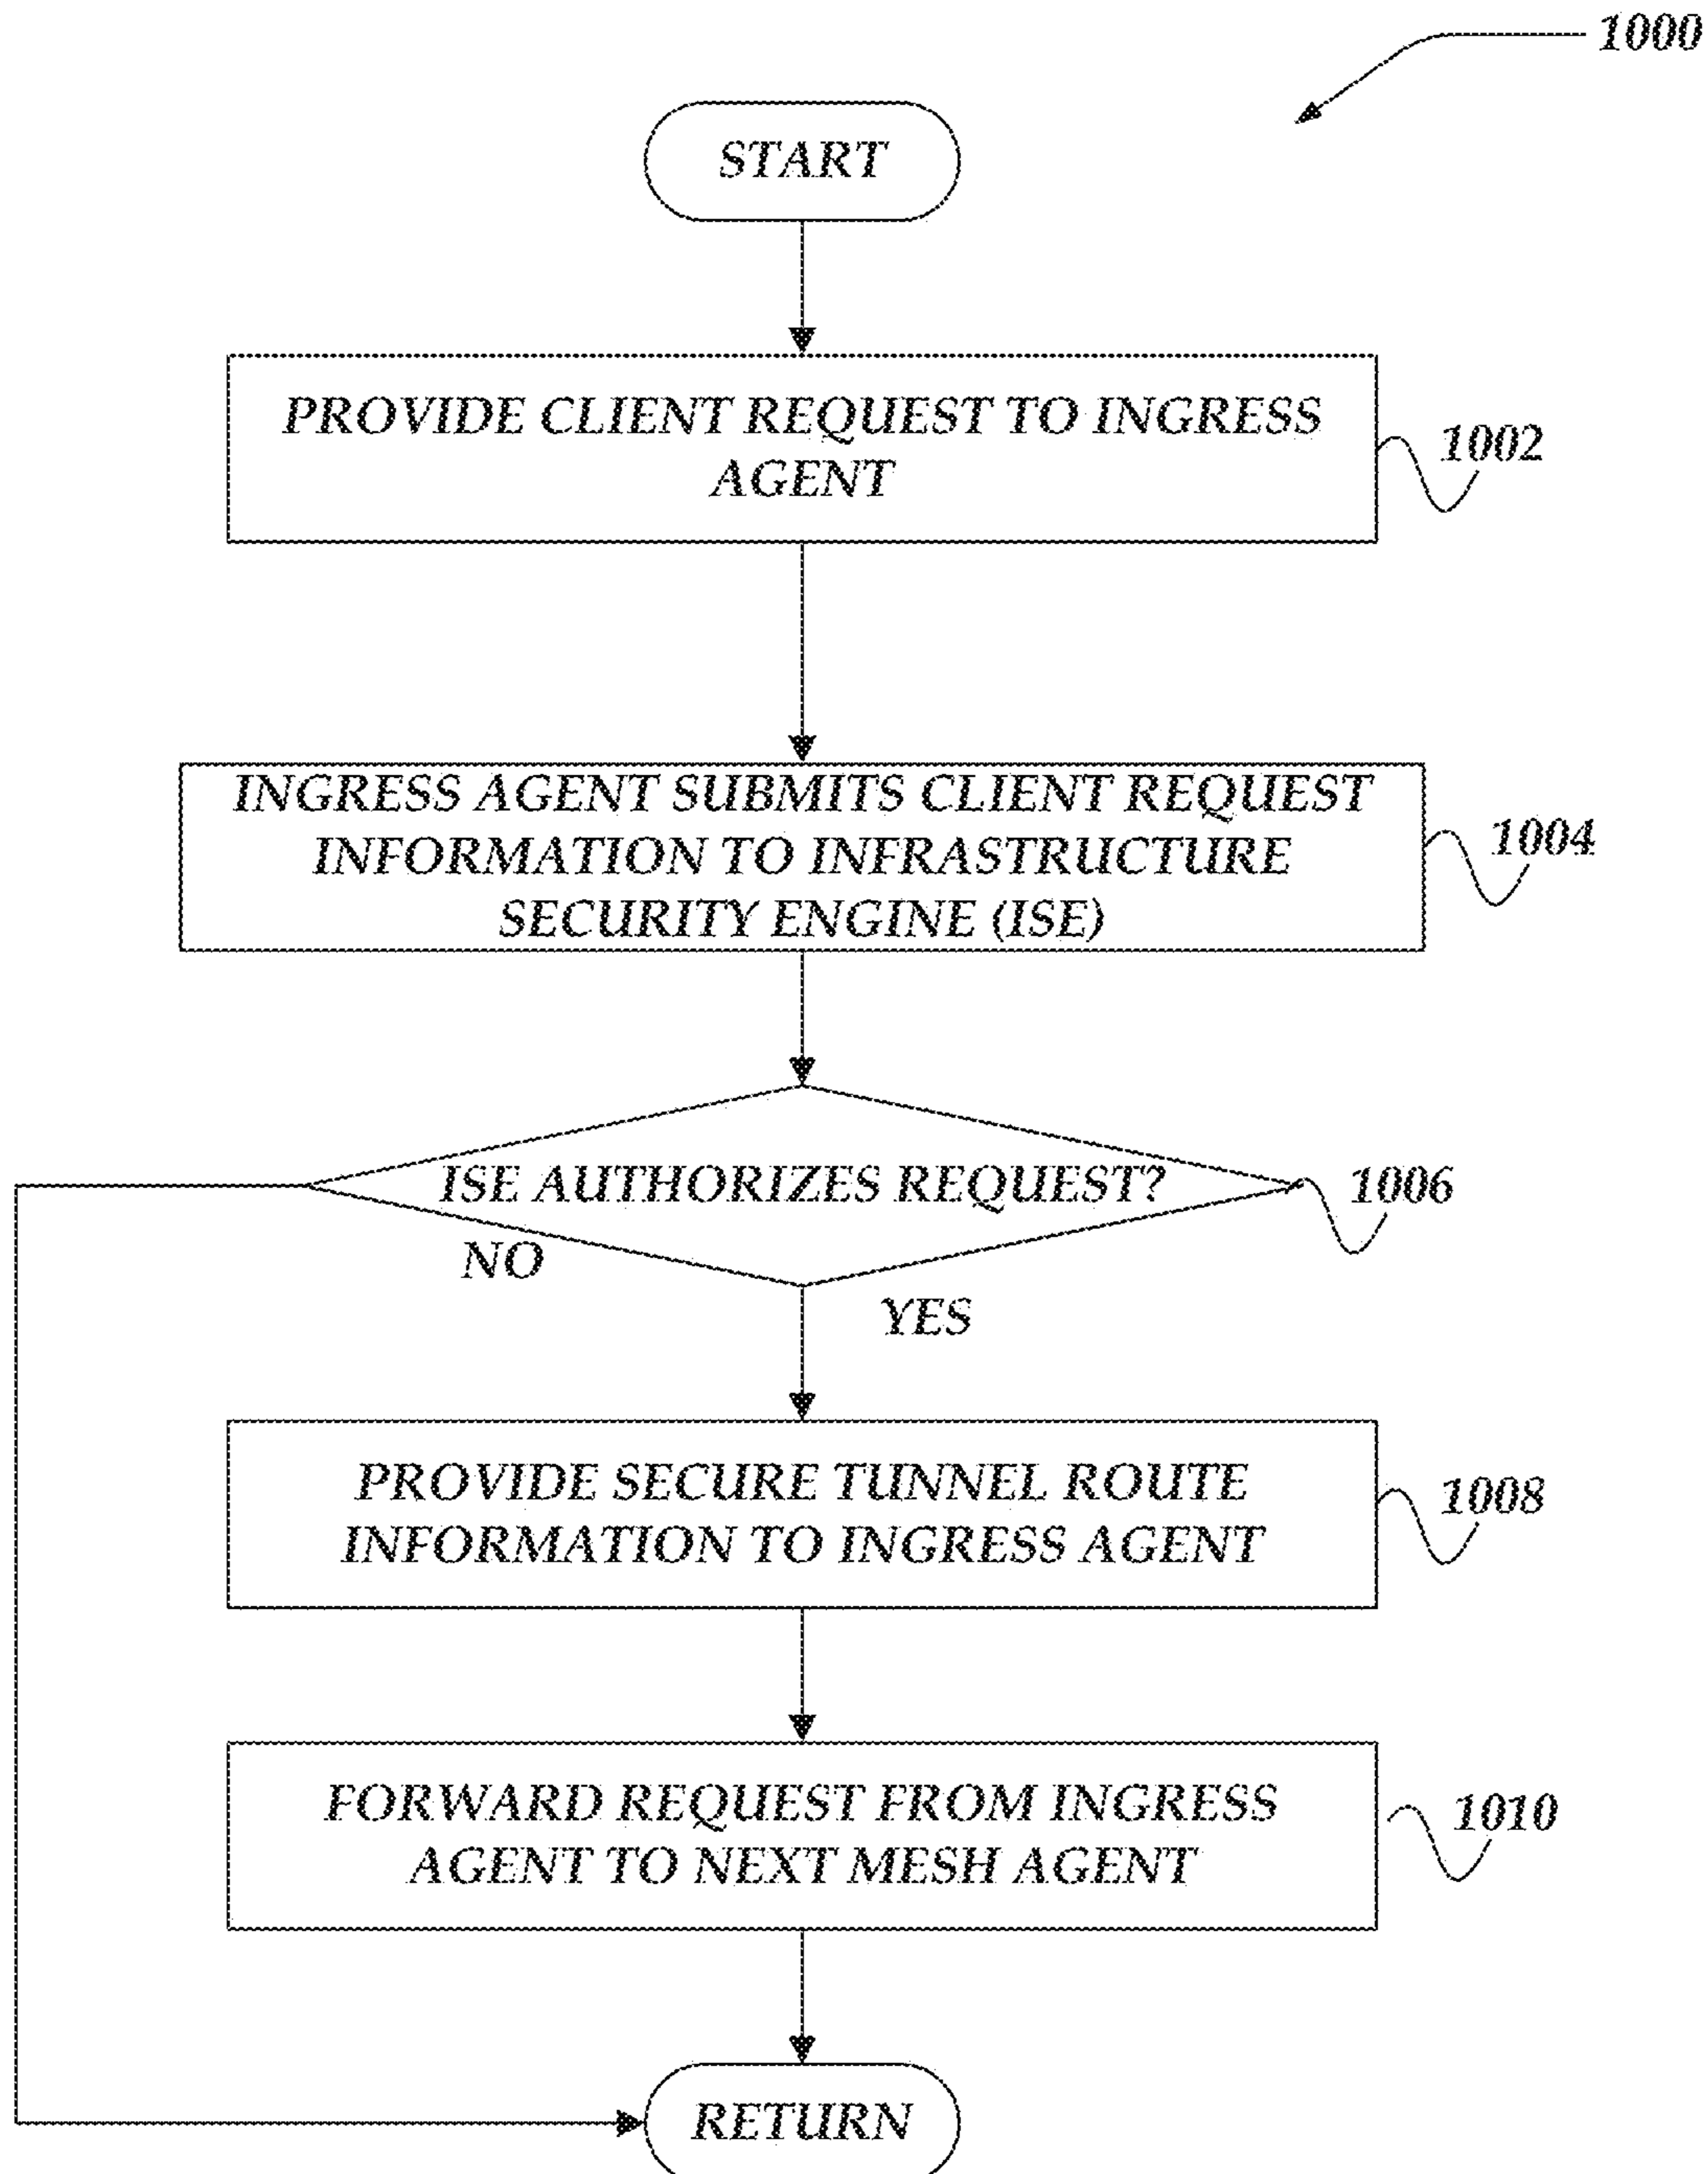 1000
START
PROVIDE CLIENT REQUEST TO INGRESS
AGENT
1002
INGRESS AGENT SUBMITS CLIENT REQUEST
INFORMATION TO INFRASTRUCTURE
SECURITY ENGINE (ISE)
1004
ISE AUTHORIZES REQUEST?
1006
NO
YES
PROVIDE SECURE TUNNEL ROUTE
INFORMATION TO INGRESS AGENT
1008
FORWARD REQUEST FROM INGRESS
AGENT TO NEXT MESH AGENT
1010
RETURN